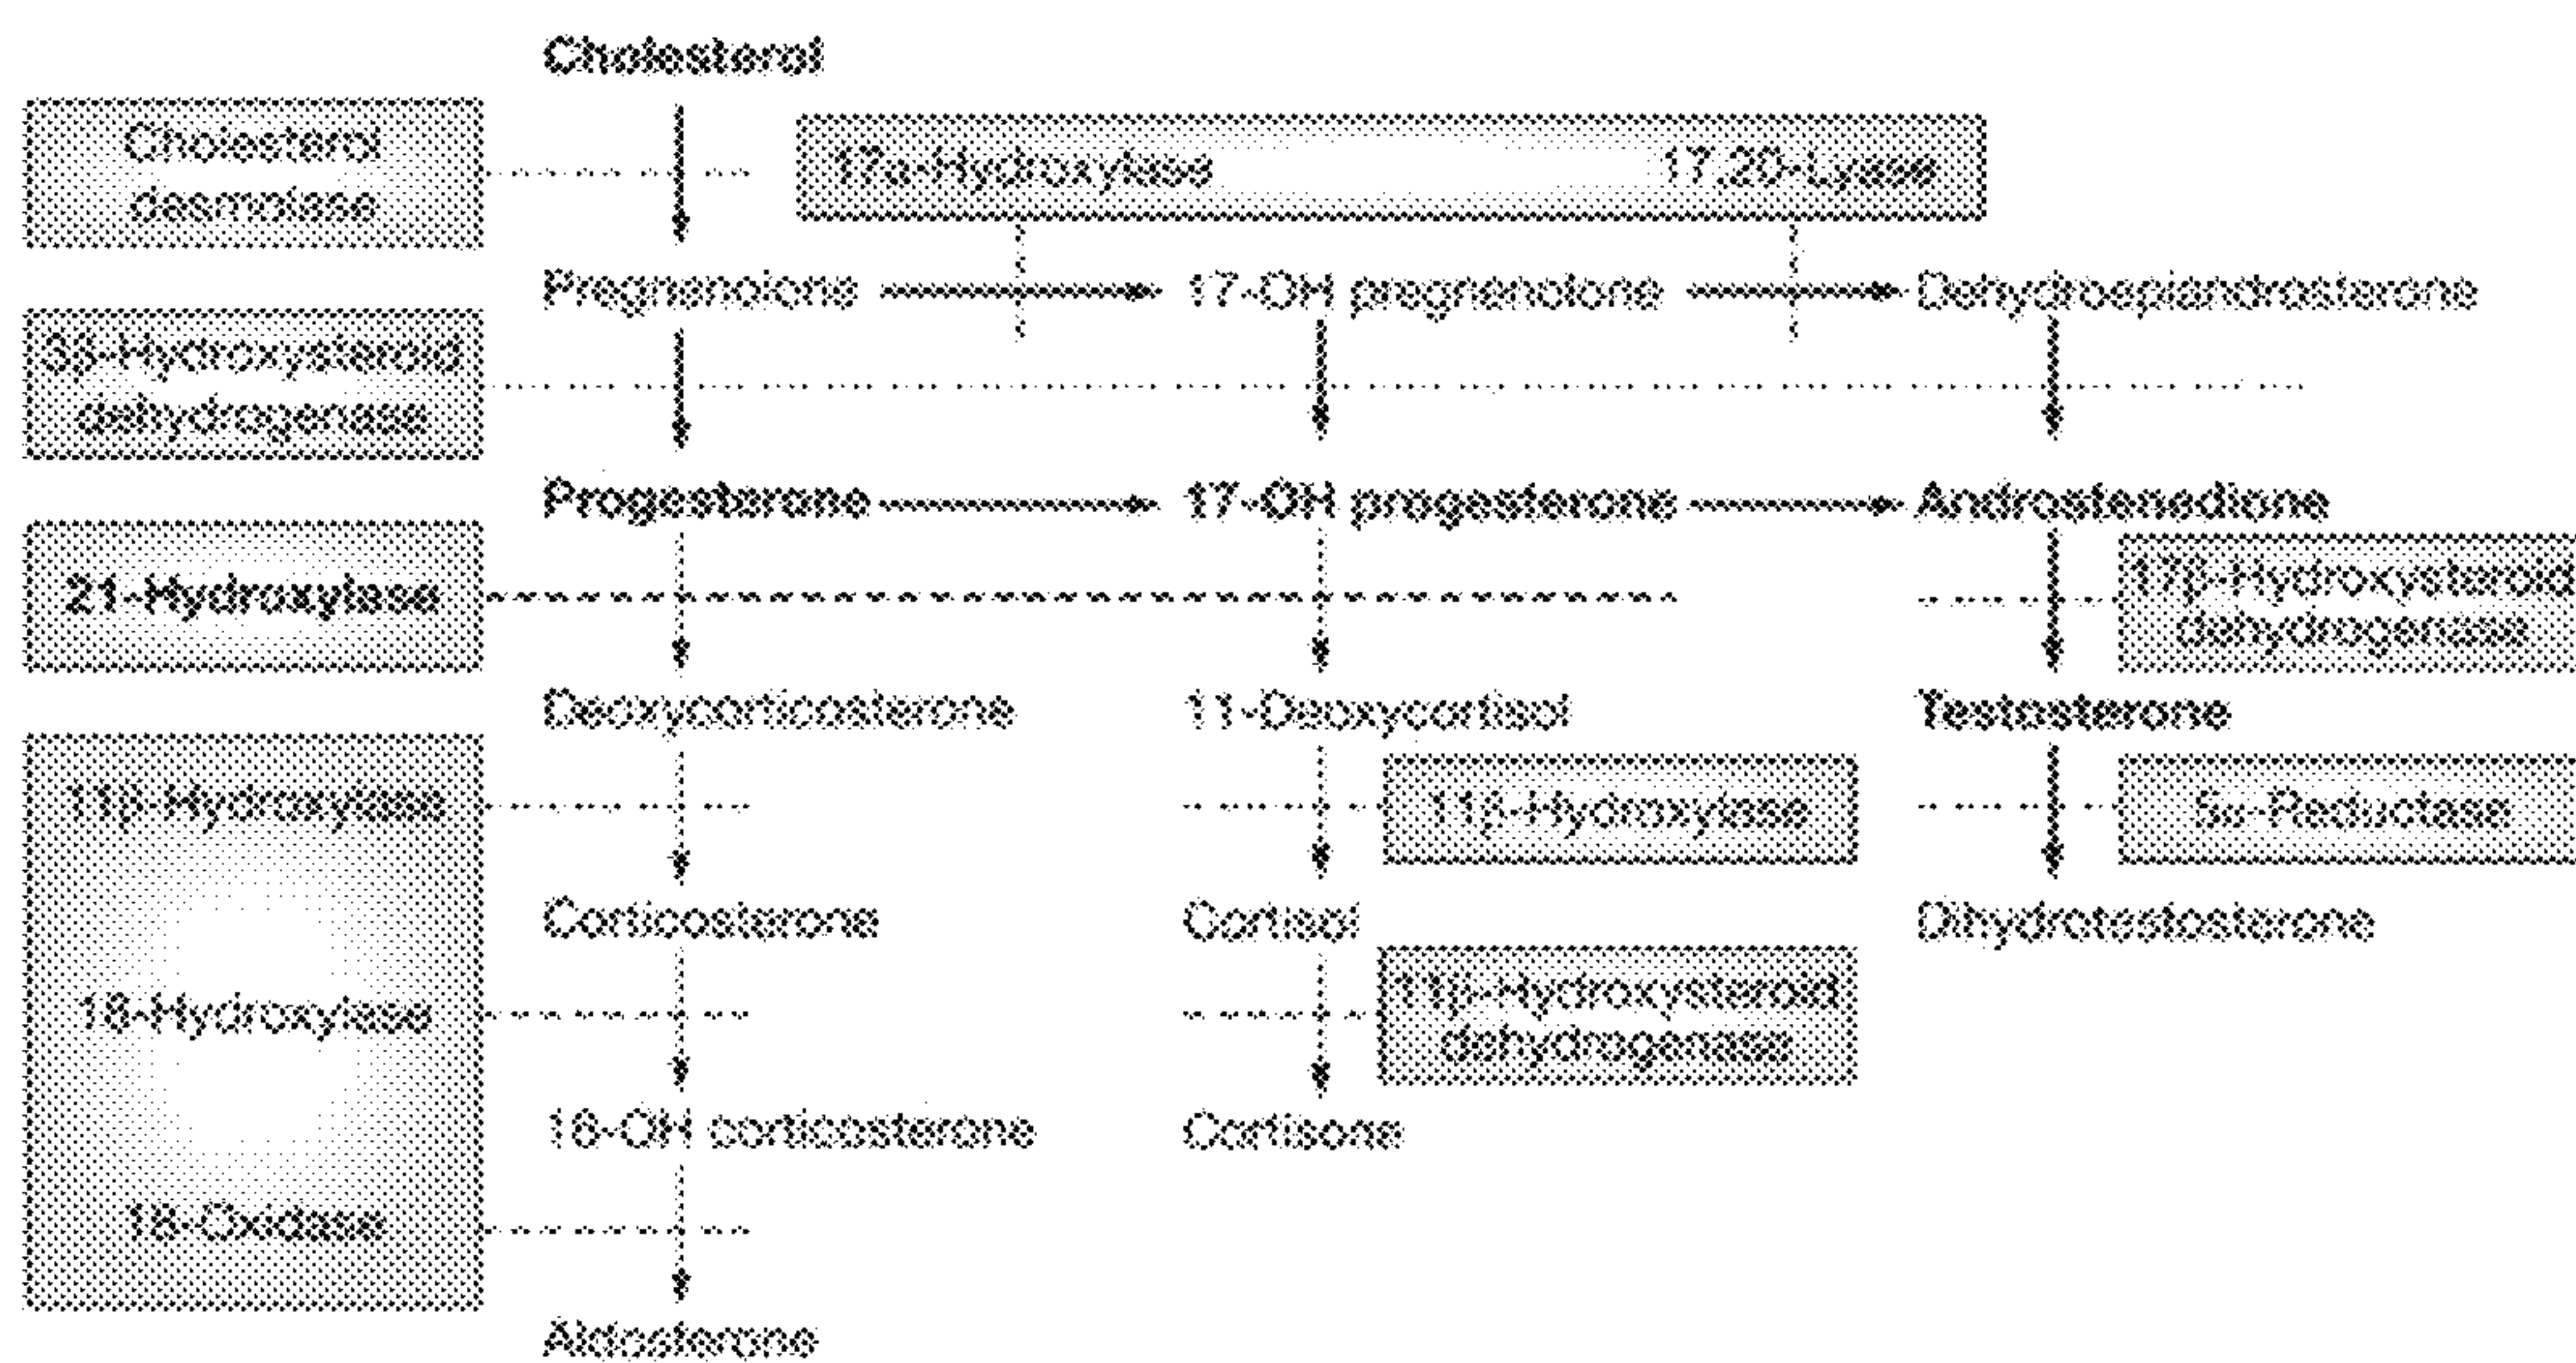 Cholesterol
Cholesterol
desmolase
17α-Hydroxylase 17,20-Lyase
Pregnenolone 17-OH pregnenolone Dehydroepiandrosterone
3β-Hydroxysteroid
dehydrogenase
Progesterone 17-OH progesterone Androstenedione
21-Hydroxylase
17β-Hydroxysteroid
dehydrogenase
Deoxycorticosterone 11-Deoxycortisol Testosterone
11β-Hydroxylase
11β-Hydroxylase
5α-Reductase
Corticosterone Cortisol Dihydrotestosterone
18-Hydroxylase
11β-Hydroxysteroid
dehydrogenase
18-OH corticosterone Cortisone
18-Oxidase
Aldosterone